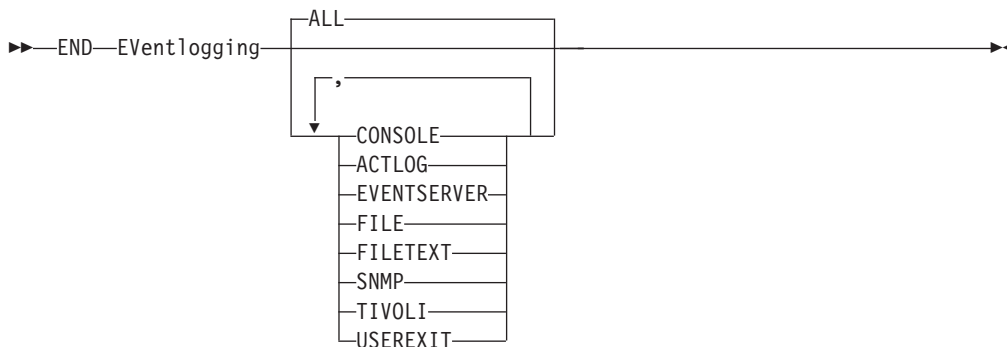 ALL
END EVentlogging
,
CONSOLE
ACTLOG
EVENTSERVER
FILE
FILETEXT
SNMP
TIVOLI
USEREXIT